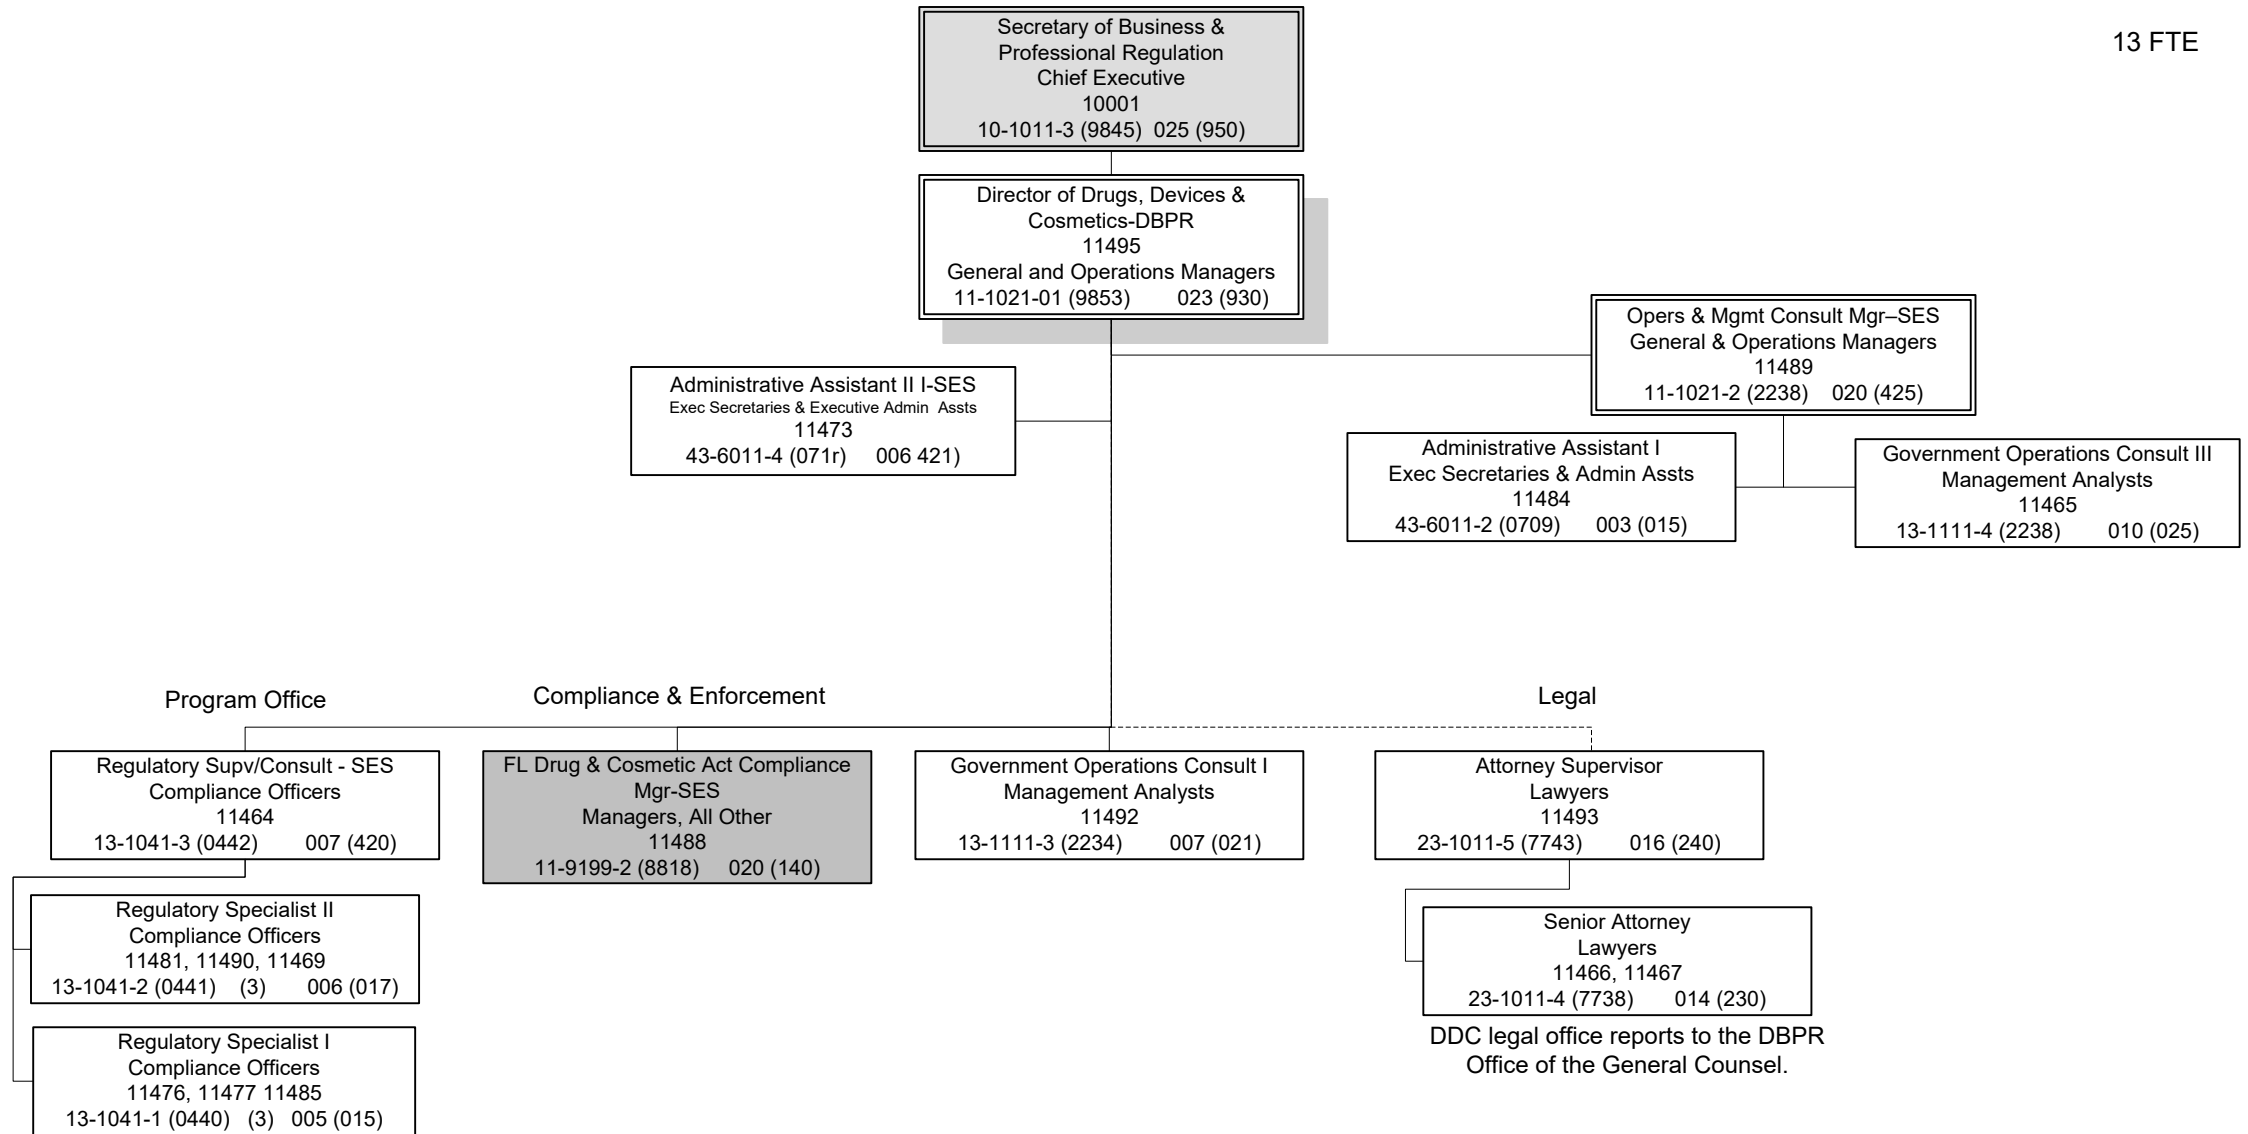 13 FTE
Secretary of Business &
Professional Regulation
Chief Executive
10001
10-1011-3 (9845) 025 (950)
Director of Drugs, Devices &
Cosmetics-DBPR
11495
General and Operations Managers
11-1021-01 (9853) 023 (930)
Opers & Mgmt Consult Mgr–SES
General & Operations Managers
11489
11-1021-2 (2238) 020 (425)
Administrative Assistant II I-SES
Exec Secretaries & Executive Admin Assts
11473
43-6011-4 (071r) 006 421)
Administrative Assistant I
Exec Secretaries & Admin Assts
11484
43-6011-2 (0709) 003 (015)
Government Operations Consult III
Management Analysts
11465
13-1111-4 (2238) 010 (025)
Program Office
Compliance & Enforcement
Legal
Regulatory Supv/Consult - SES
Compliance Officers
11464
13-1041-3 (0442) 007 (420)
FL Drug & Cosmetic Act Compliance
Mgr-SES
Managers, All Other
11488
11-9199-2 (8818) 020 (140)
Government Operations Consult I
Management Analysts
11492
13-1111-3 (2234) 007 (021)
Attorney Supervisor
Lawyers
11493
23-1011-5 (7743) 016 (240)
Regulatory Specialist II
Compliance Officers
11481, 11490, 11469
13-1041-2 (0441) (3) 006 (017)
Senior Attorney
Lawyers
11466, 11467
23-1011-4 (7738) 014 (230)
DDC legal office reports to the DBPR
Office of the General Counsel.
Regulatory Specialist I
Compliance Officers
11476, 11477 11485
13-1041-1 (0440) (3) 005 (015)